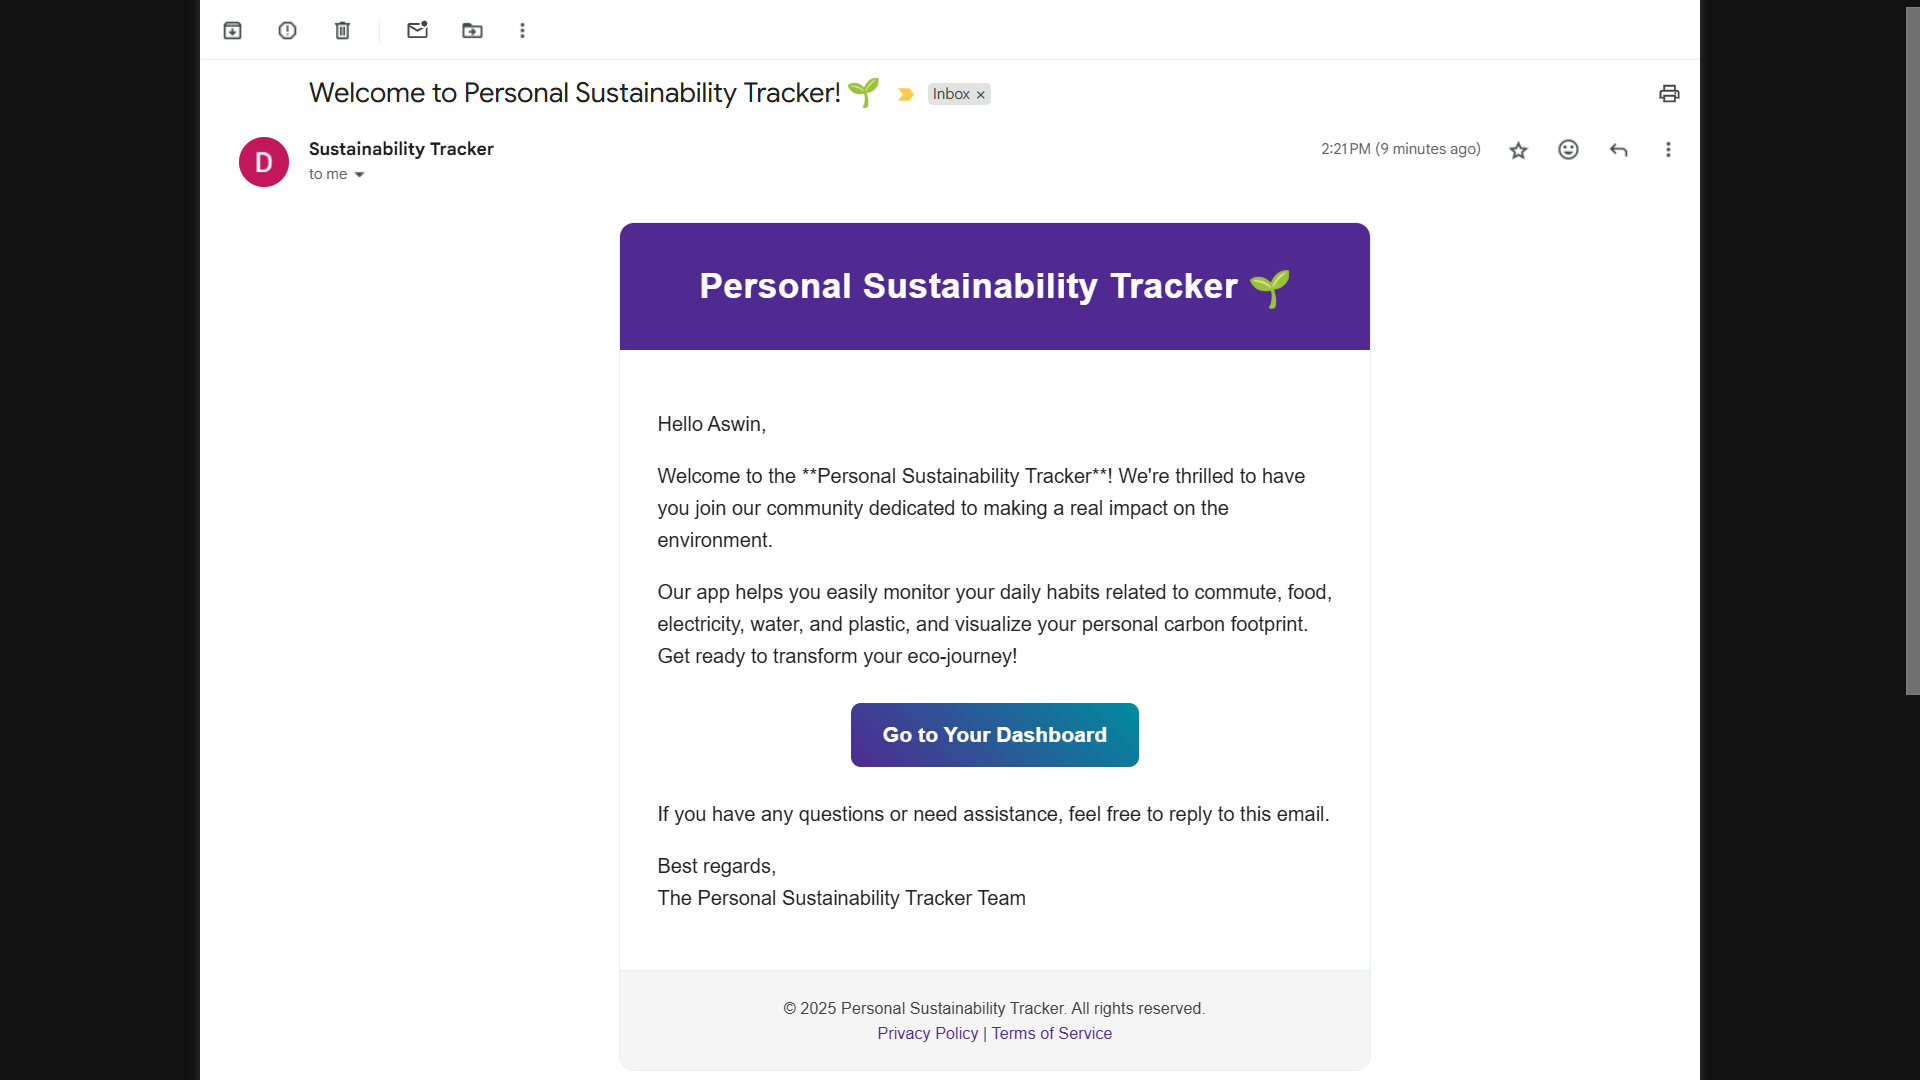 Welcome to Personal Sustainability Tracker! 🌱 Inbox ×
D
Sustainability Tracker
2:21 PM (9 minutes ago)
to me
Personal Sustainability Tracker 🌱
Hello Aswin,
Welcome to the **Personal Sustainability Tracker**! We're thrilled to have
you join our community dedicated to making a real impact on the
environment.
Our app helps you easily monitor your daily habits related to commute, food,
electricity, water, and plastic, and visualize your personal carbon footprint.
Get ready to transform your eco-journey!
Go to Your Dashboard
If you have any questions or need assistance, feel free to reply to this email.
Best regards,
The Personal Sustainability Tracker Team
© 2025 Personal Sustainability Tracker. All rights reserved.
Privacy Policy | Terms of Service